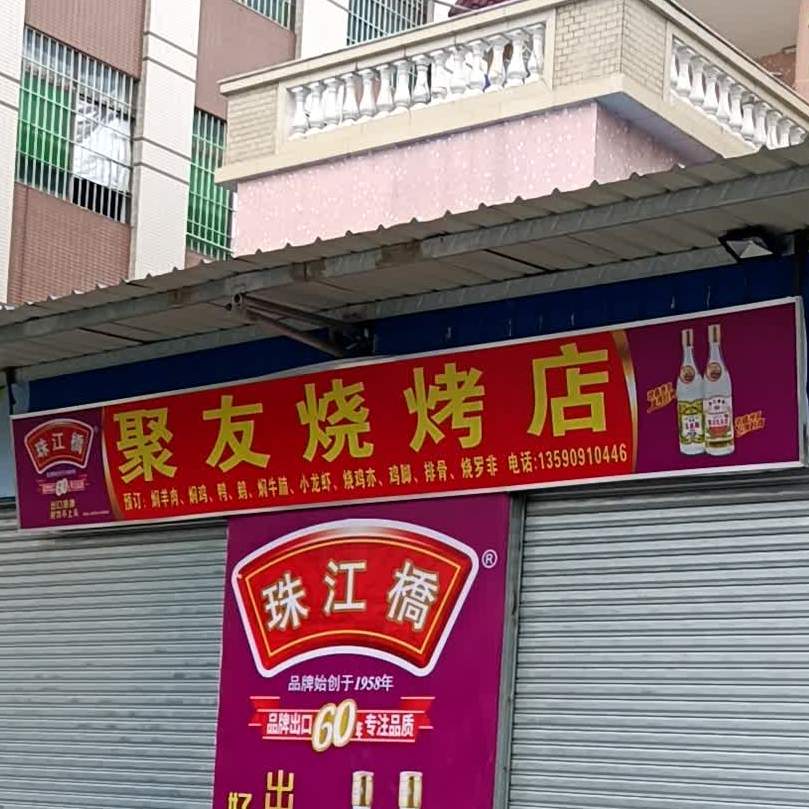 珠江橋
聚友烧烤店
预订：焖羊肉、焖鸡、鸭、鹅、焖牛腩、小龙虾、烧鸡亦、鸡脚、排骨、烧罗非 电话:13590910446
珠江橋®
品牌始创于1958年
品牌出口60年专注品质
好出